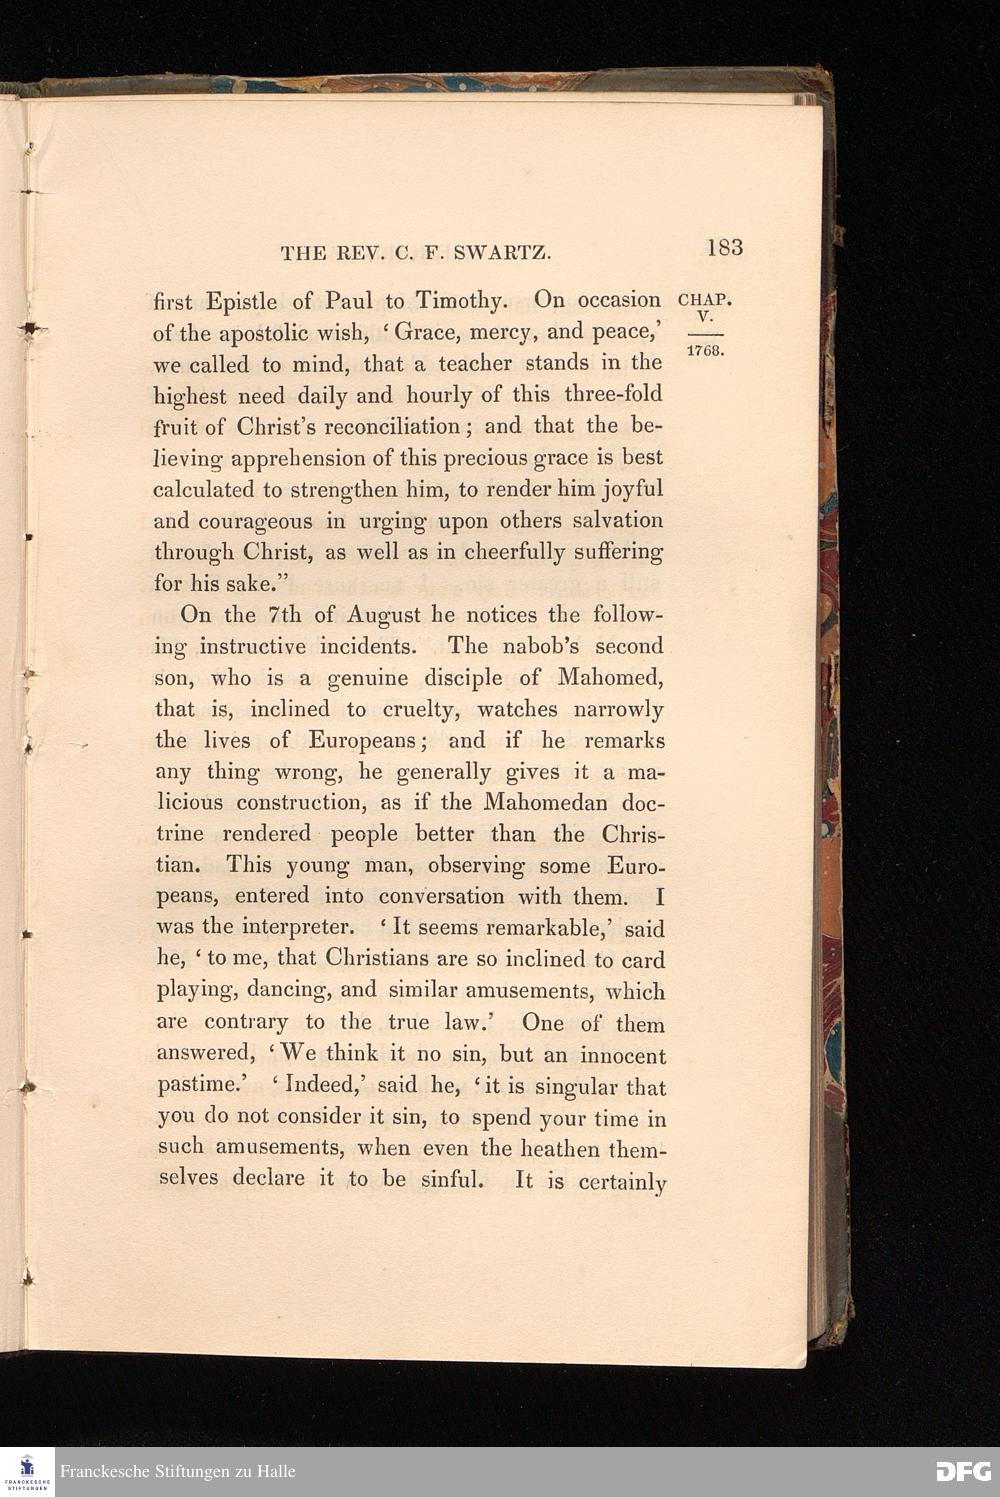 THE REV. C. F. SWARTZ. 183
CHAP.
V.
1768.
first Epistle of Paul to Timothy. On occasion
of the apostolic wish, ‘ Grace, mercy, and peace,’
we called to mind, that a teacher stands in the
highest need daily and hourly of this three-fold
fruit of Christ’s reconciliation ; and that the be-
lieving apprehension of this precious grace is best
calculated to strengthen him, to render him joyful
and courageous in urging upon others salvation
through Christ, as well as in cheerfully suffering
for his sake.”
On the 7th of August he notices the follow-
ing instructive incidents. The nabob’s second
son, who is a genuine disciple of Mahomed,
that is, inclined to cruelty, watches narrowly
the lives of Europeans ; and if he remarks
any thing wrong, he generally gives it a ma-
licious construction, as if the Mahomedan doc-
trine rendered people better than the Chris-
tian. This young man, observing some Euro-
peans, entered into conversation with them. I
was the interpreter. ‘ It seems remarkable,’ said
he, ‘ to me, that Christians are so inclined to card
playing, dancing, and similar amusements, which
are contrary to the true law.’ One of them
answered, ‘ We think it no sin, but an innocent
pastime.’ ‘ Indeed,’ said he, ‘ it is singular that
you do not consider it sin, to spend your time in
such amusements, when even the heathen them-
selves declare it to be sinful. It is certainly
FRANCKESCHE
STIFTUNGEN
Franckesche Stiftungen zu Halle
DFG